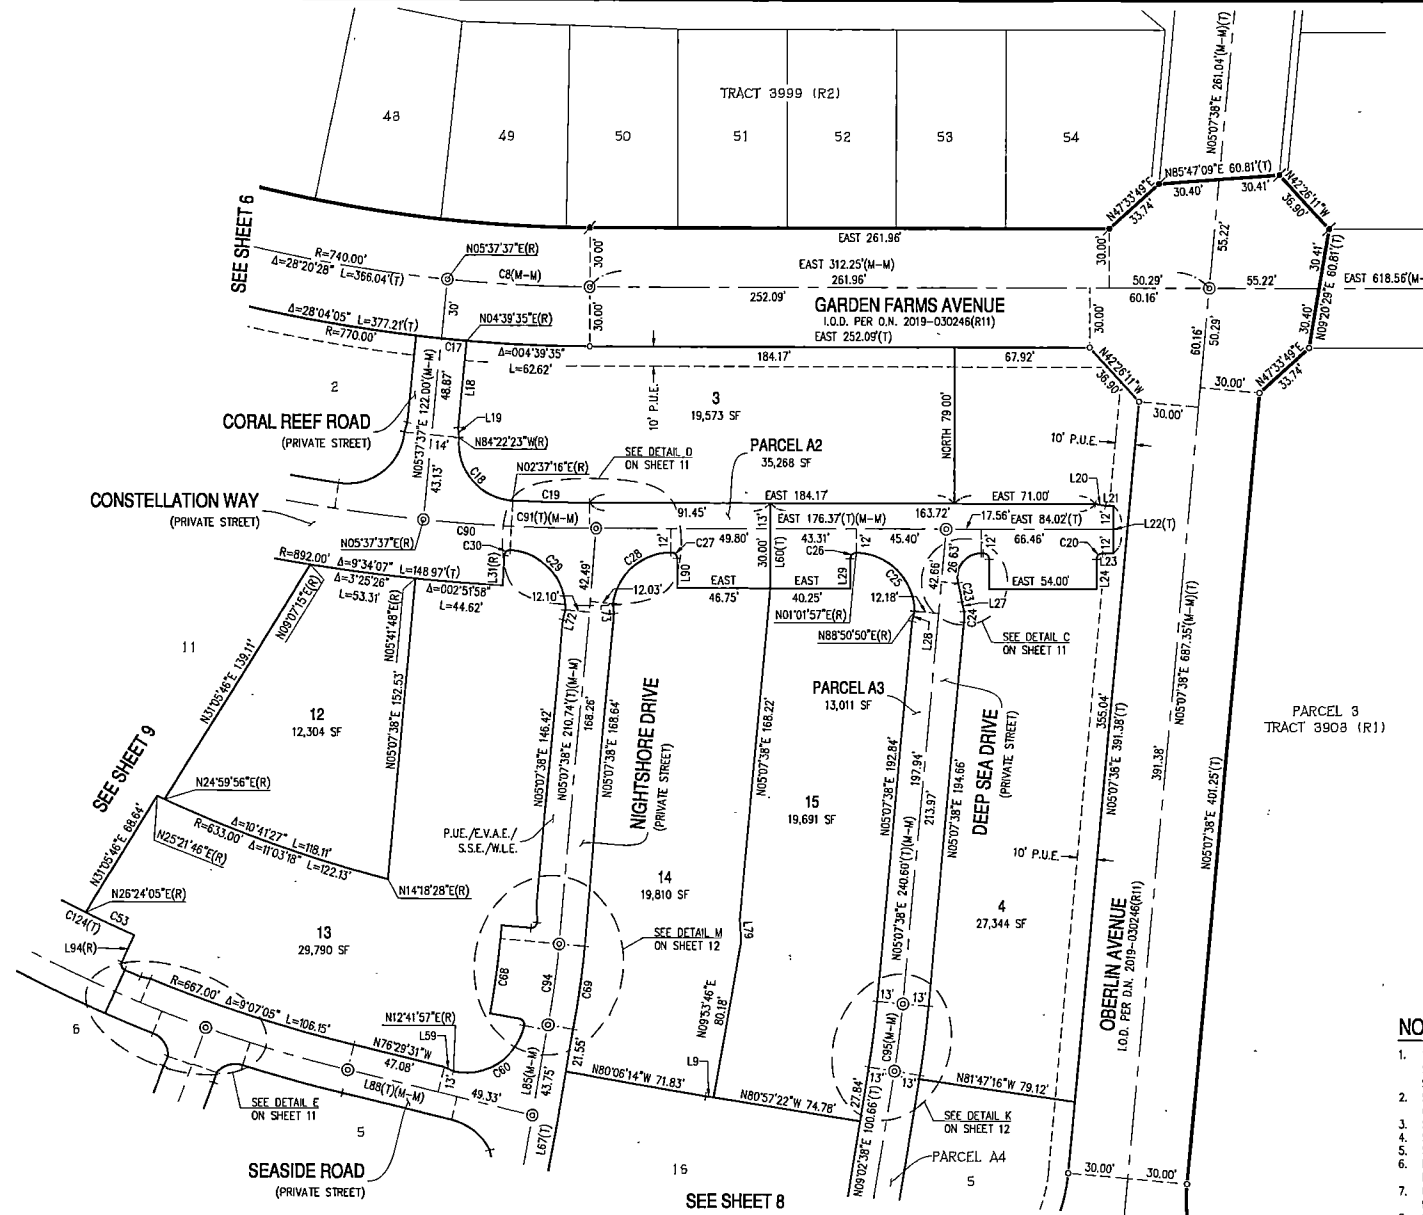 TRACT 3999 (R2)
48
49
50
51
52
53
54
N05°07'38"E 261.04'(M-M)(T)
N85°47'09"E 60.81'(T)
30.40'
30.41'
N47°33'49"E
33.74'
N42°26'11"W
36.90'
SEE SHEET 6
R=740.00'
Δ=28°20'28" L=366.04'(T)
N05°37'37"E(R)
C8(M-M)
30.00'
EAST 261.96'
EAST 312.25'(M-M)
261.96'
252.09'
30.00'
50.29'
60.16'
55.22'
55.22'
30.41'
N09°20'29"E 60.81'(T)
30.40'
EAST 618.56'(M-
GARDEN FARMS AVENUE
I.O.D. PER D.N. 2019-030246(R11)
EAST 252.09'(T)
30'
30.00'
30.00'
60.16'
50.29'
Δ=28°04'05" L=377.21'(T)
R=770.00'
N04°39'35"E(R)
C17
Δ=004°39'35"
L=62.62'
184.17'
67.92'
N42°26'11"W
36.90'
N47°33'49"E
33.74'
30.00'
30.00'
2
N05°37'37"E 122.00'(M-M)
48.87'
L18
3
19,573 SF
10' P.U.E.
NORTH 79.00'
CORAL REEF ROAD
(PRIVATE STREET)
L19
14'
N84°22'23"W(R)
43.13'
C18
N02°37'16"E(R)
SEE DETAIL D
ON SHEET 11
PARCEL A2
35,268 SF
10' P.U.E.
L20
L21
CONSTELLATION WAY
(PRIVATE STREET)
C19
EAST 184.17'
EAST 71.00'
C90
C91(T)(M-M)
91.45'
13'
EAST 176.37'(T)(M-M)
163.72'
17.56'
EAST 84.02'(T)
12'
L22(T)
N05°37'37"E(R)
C30
C29
C28
12'
C27
49.80'
30.00'
L60(T)
43.31'
C26
12'
45.40'
26.63'
12'
66.46'
C20
L23
L24
R=892.00'
Δ=9°34'07" L=148.97'(T)
Δ=3°25'26"
L=53.31'
Δ=002°51'58"
L=44.62'
L31(R)
42.49'
L90
EAST
46.75'
EAST
40.25'
L29
C25
42.66'
EAST 54.00'
N09°07'15"E(R)
N05°41'48"E(R)
12.10'
12.03'
L72
L73
N01°01'57"E(R)
12.18'
N88°50'50"E(R)
L28
C23
C24
L27
SEE DETAIL C
ON SHEET 11
11
N31°05'46"E 139.11'
N05°07'38"E 152.53'
12
12,304 SF
N05°07'38"E 146.42'
N05°07'38"E 210.74'(T)(M-M)
168.26'
N05°07'38"E 168.64'
NIGHTSHORE DRIVE
(PRIVATE STREET)
N05°07'38"E 168.22'
PARCEL A3
13,011 SF
N05°07'38"E 192.84'
197.94'
213.97'
N05°07'38"E 194.66'
DEEP SEA DRIVE
(PRIVATE STREET)
355.04'
N05°07'38"E 391.38'(T)
391.38'
N05°07'38"E 687.35'(M-M)(T)
N05°07'38"E 401.25'(T)
PARCEL 3
TRACT 3908 (R1)
SEE SHEET 9
N24°59'56"E(R)
N31°05'46"E 68.64'
N25°21'46"E(R)
Δ=10°41'27" L=118.11'
R=633.00'
Δ=11°03'18" L=122.13'
N14°18'28"E(R)
P.U.E./E.V.A.E./
S.S.E./W.L.E.
15
19,691 SF
10' P.U.E.
14
19,810 SF
N05°07'38"E 240.60'(T)(M-M)
4
27,344 SF
OBERLIN AVENUE
I.O.D. PER D.N. 2019-030246(R11)
N26°24'05"E(R)
C124(T)
C53
L94(R)
13
29,790 SF
SEE DETAIL M
ON SHEET 12
L79
R=667.00' Δ=9°07'05" L=106.15'
C68
C94
C69
N09°53'46"E
80.18'
13'
13'
6
N12°41'57"E(R)
L59
N76°29'31"W
47.08'
13'
C60
L85(M-M)
43.75'
21.55'
L9
C95(M-M)
13'
13'
L88(T)(M-M)
49.33'
N80°06'14"W 71.83'
N80°57'22"W 74.78'
27.84'
N81°47'16"W 79.12'
SEE DETAIL E
ON SHEET 11
SEE DETAIL K
ON SHEET 12
5
L67(T)
N09°02'38"E 100.66'(T)
PARCEL A4
SEASIDE ROAD
(PRIVATE STREET)
16
5
30.00'
30.00'
SEE SHEET 8
NO
1.
2.
3.
4.
5.
6.
7.